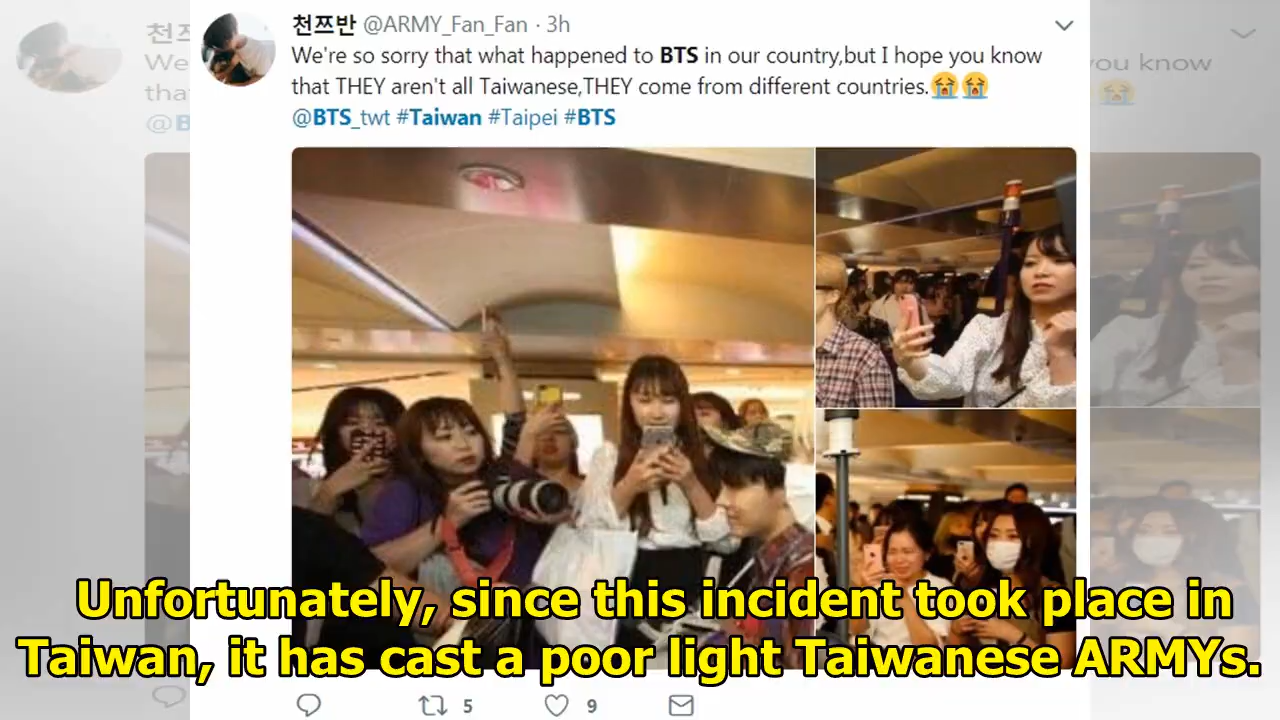 천쯔반 @ARMY_Fan_Fan · 3h
We're so sorry that what happened to BTS in our country,but I hope you know
that THEY aren't all Taiwanese,THEY come from different countries.😭😭
@BTS_twt #Taiwan #Taipei #BTS
Unfortunately, since this incident took place in
Taiwan, it has cast a poor light Taiwanese ARMYs.
5
9